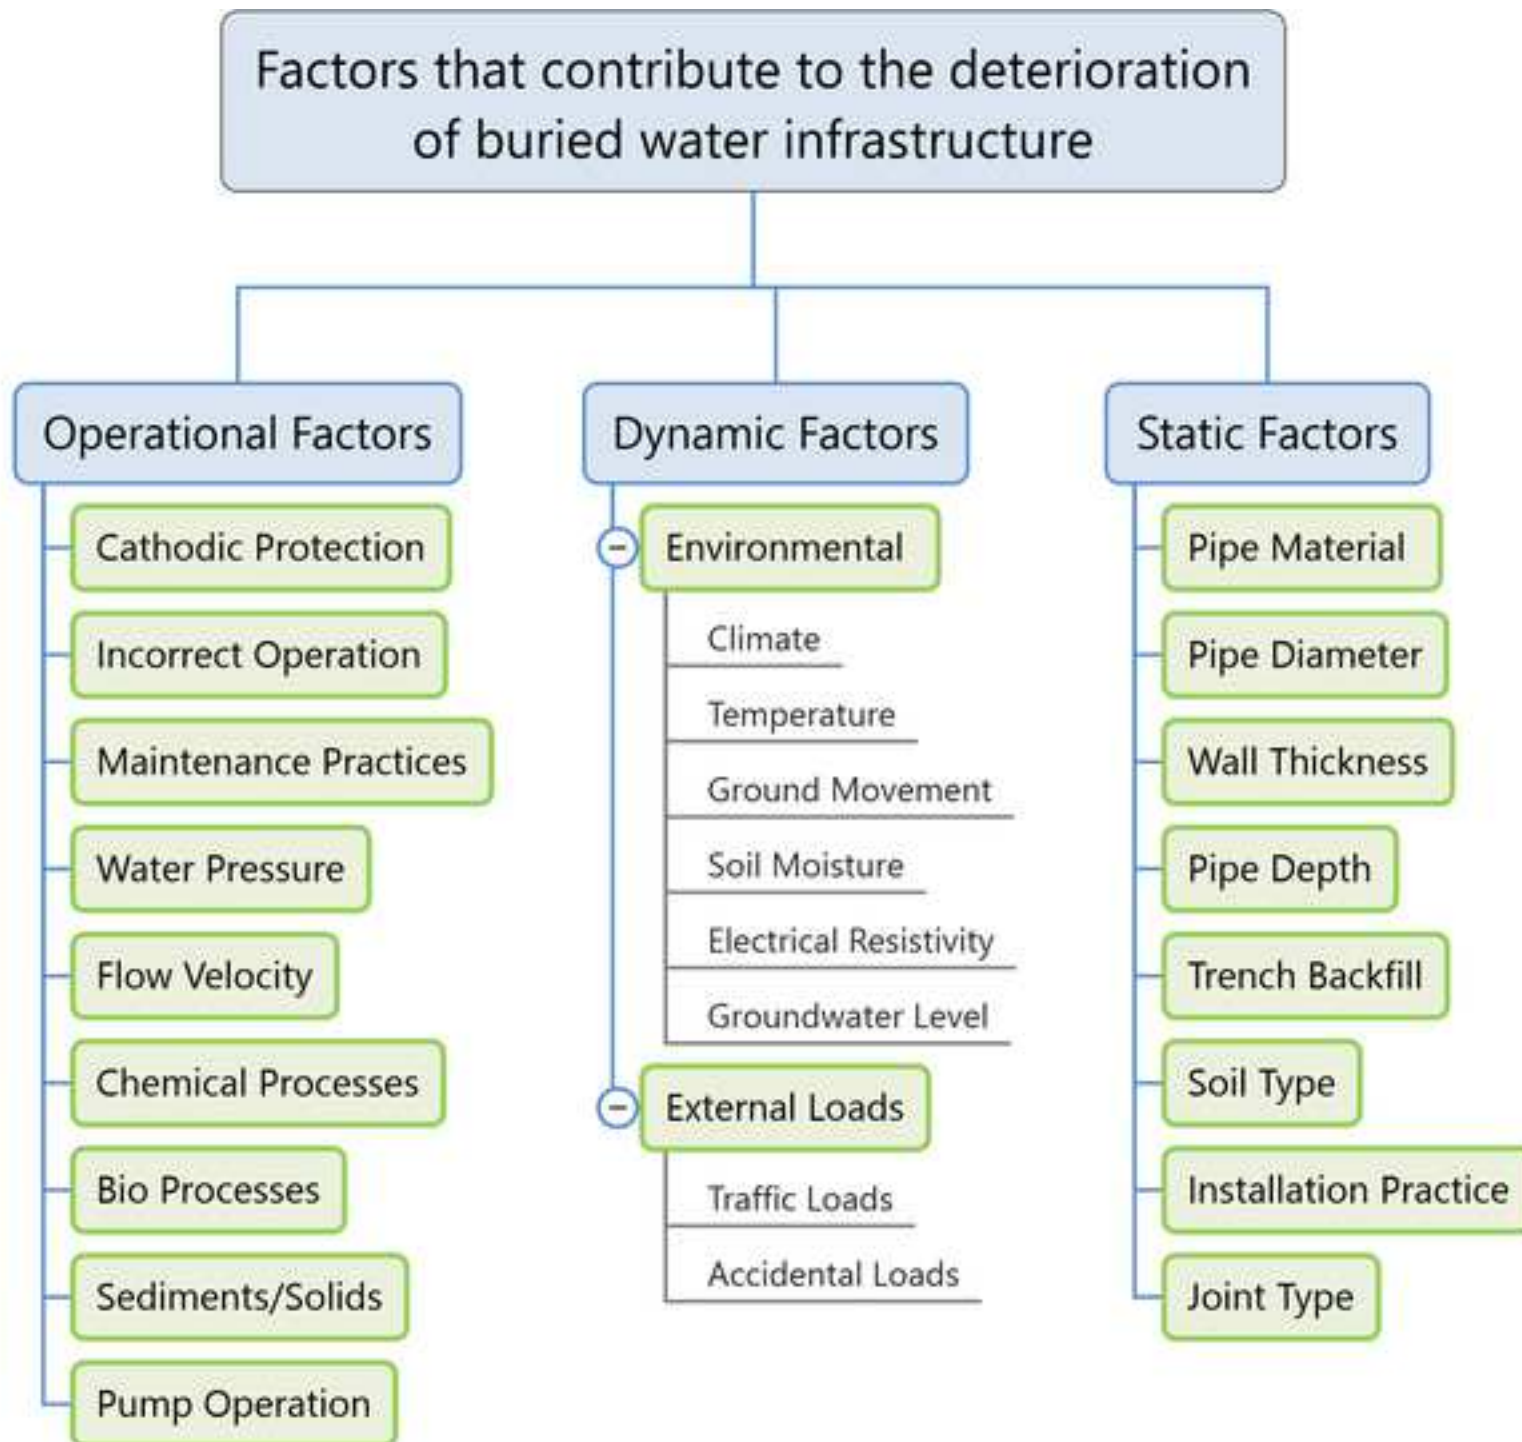 Factors that contribute to the deterioration
of buried water infrastructure
Operational Factors
Cathodic Protection
Incorrect Operation
Maintenance Practices
Water Pressure
Flow Velocity
Chemical Processes
Bio Processes
Sediments/Solids
Pump Operation
Dynamic Factors
Environmental
Climate
Temperature
Ground Movement
Soil Moisture
Electrical Resistivity
Groundwater Level
External Loads
Traffic Loads
Accidental Loads
Static Factors
Pipe Material
Pipe Diameter
Wall Thickness
Pipe Depth
Trench Backfill
Soil Type
Installation Practice
Joint Type